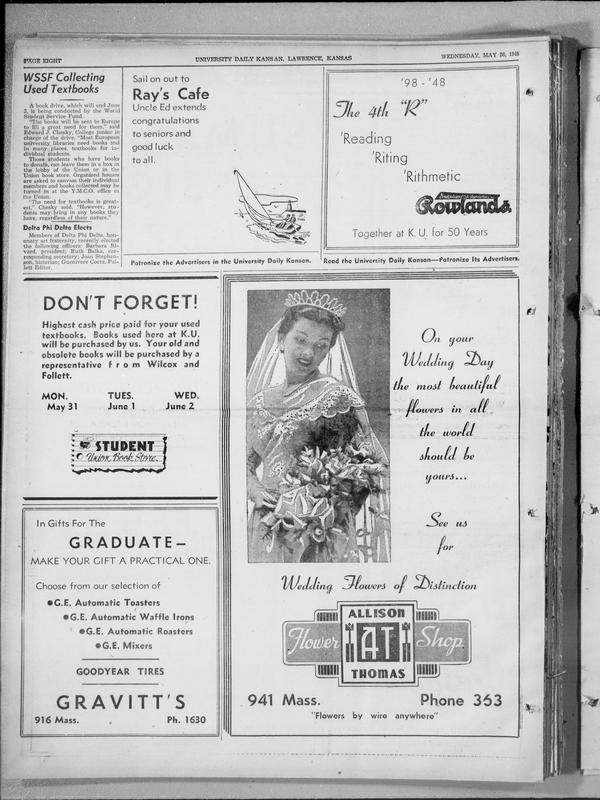 PAGE EIGHT
UNIVERSITY DAILY KANSAN, LAWRENCE, KANSAS
WEDNESDAY, MAY 26, 1948
WSSF Collecting
Used Textbooks
A book drive, which will end June
5, is being conducted by the World
Student Service Fund.
"The books will be sent to Europe
to fill a great need for them," said
Edward J. Chesky, College junior in
charge of the drive. "Most European
university libraries need books and
in many places, textbooks for in-
dividual students.
Those students who have books
to donate, can leave them in a box in
the lobby of the Union or in the
Union book store. Organized houses
are asked to canvass their individual
members and books collected may be
turned in at the Y.M.C.O. office in
the Union.
"The need for textbooks is great-
est," Chesky said. "However, stu-
dents may bring in any books they
have, regardless of their nature."
Delta Phi Delta Elects
Members of Delta Phi Delta, hon-
orary art fraternity, recently elected
the following officers: Barbara Bi-
vard, president; Ruth Balka, cor-
responding secretary; Joan Stephen-
son, historian; Guenivere Goerz, Pal-
lett Editor.
Sail on out to
Ray's Cafe
Uncle Ed extends
congratulations
to seniors and
good luck
to all.
Patronize the Advertisers in the University Daily Kansan.
'98 - '48
The 4th "R"
'Reading
'Riting
'Rithmetic
Rowlands
Together at K. U. for 50 Years
Read the University Daily Kansan—Patronize Its Advertisers.
DON'T FORGET!
Highest cash price paid for your used
textbooks. Books used here at K.U.
will be purchased by us. Your old and
obsolete books will be purchased by a
representative from Wilcox and
Follett.
MON. TUES. WED.
May 31 June 1 June 2
STUDENT
Union Book Store
In Gifts For The
GRADUATE—
MAKE YOUR GIFT A PRACTICAL ONE.
Choose from our selection of
●G.E. Automatic Toasters
●G.E. Automatic Waffle Irons
●G.E. Automatic Roasters
●G.E. Mixers
GOODYEAR TIRES
GRAVITT'S
916 Mass. Ph. 1630
On your
Wedding Day
the most beautiful
flowers in all
the world
should be
yours...
See us
for
Wedding Flowers of Distinction
ALLISON
Flower AT Shop
THOMAS
941 Mass. Phone 363
"Flowers by wire anywhere"